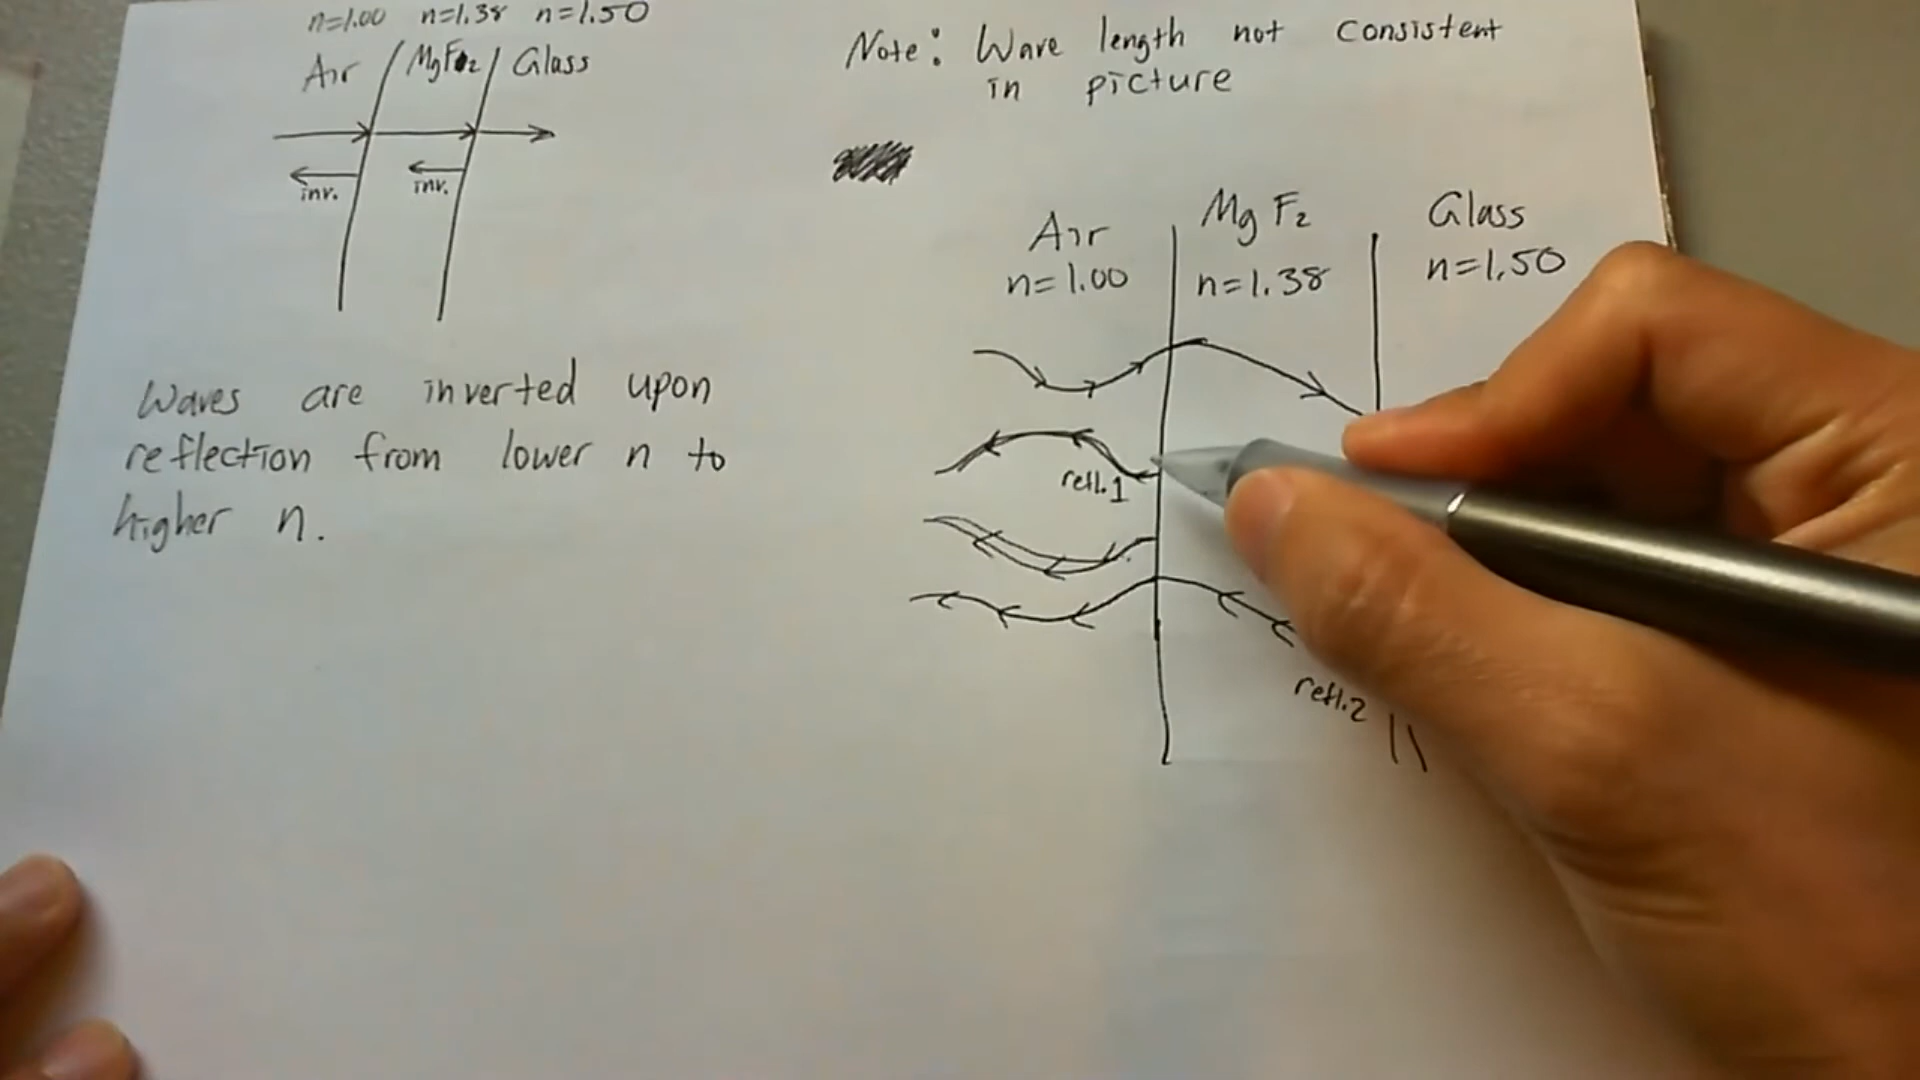 n=1.00 n=1.38 n=1.50
Air MgF2 Glass
inv. inv.
Waves are inverted upon
reflection from lower n to
higher n.
Note: Wave length not consistent
in picture
Air MgF2 Glass
n=1.00 n=1.38 n=1.50
refl.1
refl.2